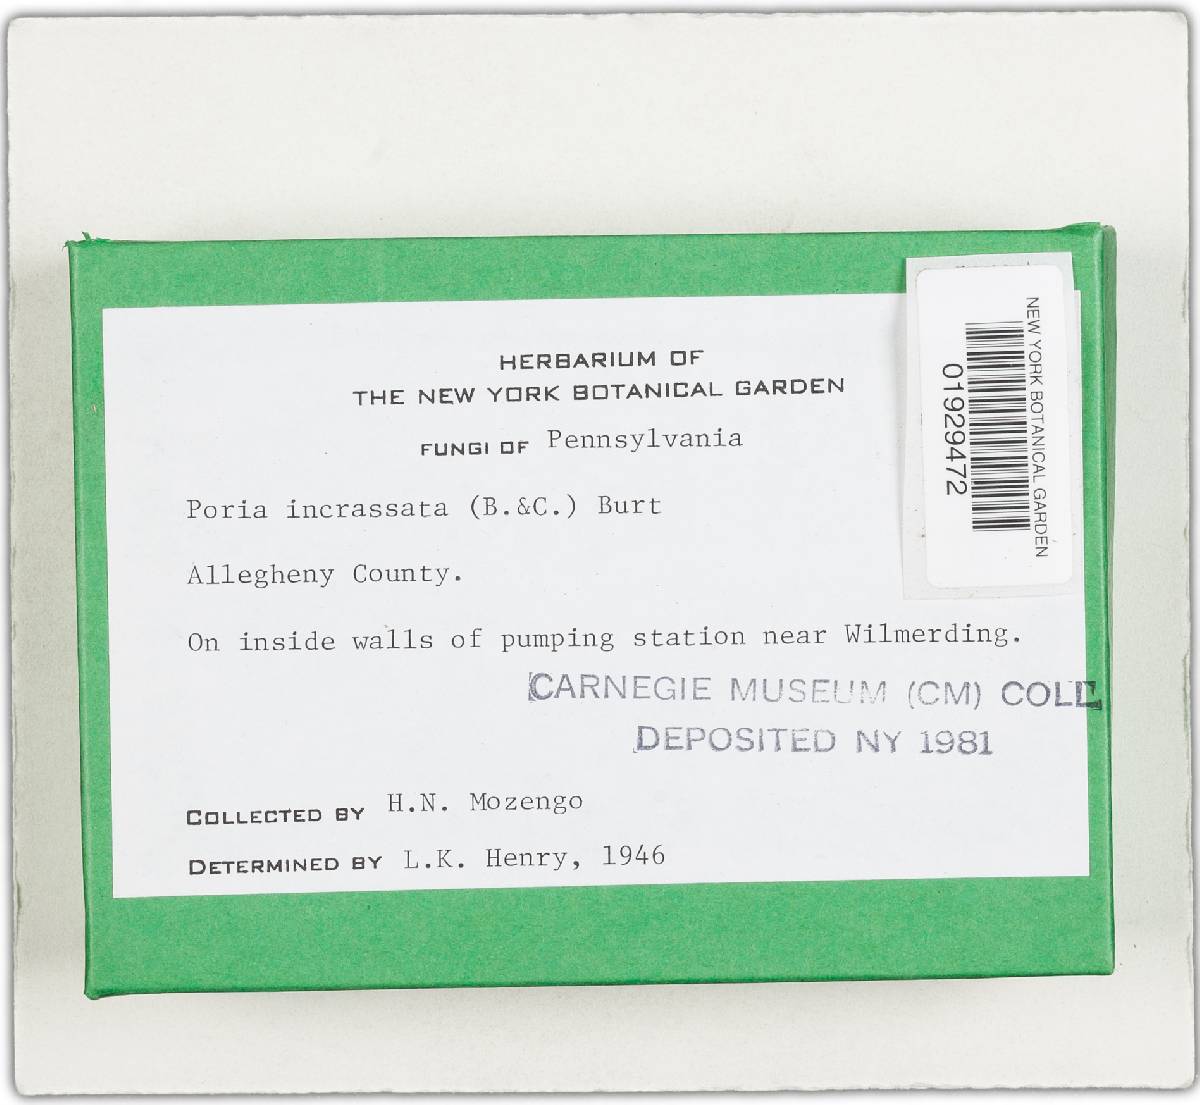 HERBARIUM OF
THE NEW YORK BOTANICAL GARDEN
FUNGI OF Pennsylvania
Poria incrassata (B.&C.) Burt
Allegheny County.
On inside walls of pumping station near Wilmerding.
CARNEGIE MUSEUM (CM) COLL
DEPOSITED NY 1981
COLLECTED BY H.N. Mozengo
DETERMINED BY L.K. Henry, 1946
NEW YORK BOTANICAL GARDEN
01929472